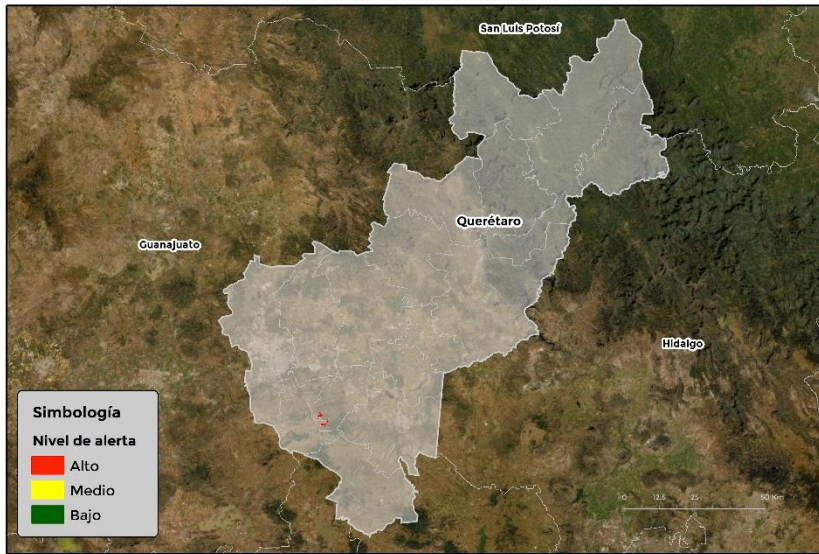 San Luis Potosí
Querétaro
Guanajuato
Hidalgo
Simbología
Nivel de alerta
Alto
Medio
Bajo
0 12.5 25 50 Km